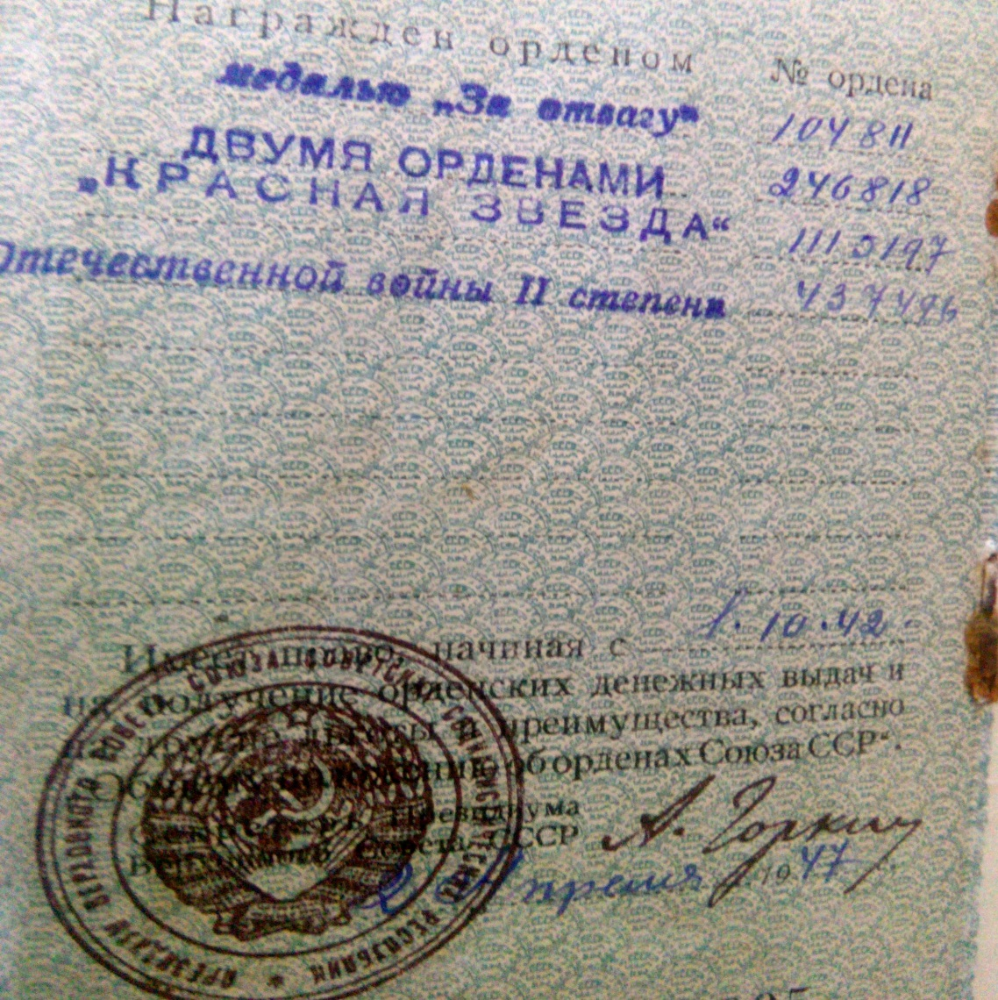 Награжден орденом № ордена
медалью „За отвагу“ 104811
ДВУМЯ ОРДЕНАМИ 246818
„КРАСНАЯ ЗВЕЗДА“ 1115197
Отечественной войны II степени 437496
Имеет право, начиная с 1.10.42.
на получение орденских денежных выдач и
льготы и преимущества, согласно
Общему положению об орденах Союза ССР“.
Секретарь Президиума
Верховного Совета СССР А. Горкин
2 Апреля 1947
ПРЕЗИДИУМ ВЕРХОВНОГО СОВЕТА СОЮЗА СОВЕТСКИХ СОЦИАЛИСТИЧЕСКИХ РЕСПУБЛИК